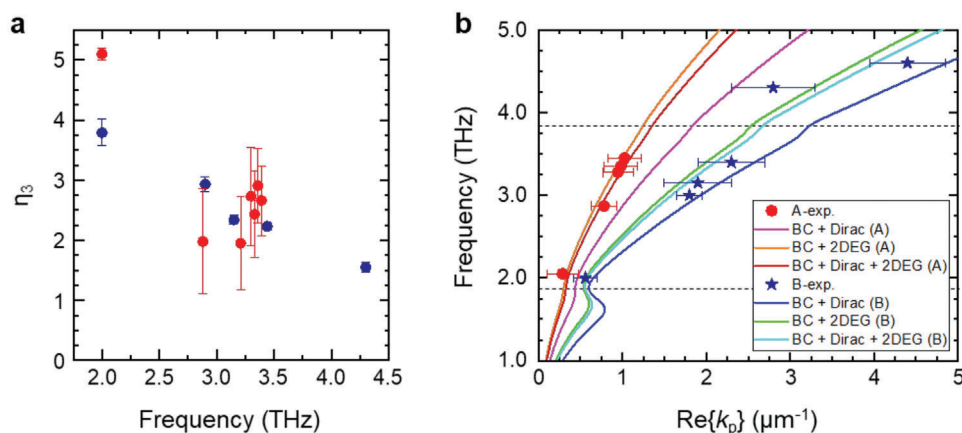 a
η3
5
4
3
2
1
0
2.0 2.5 3.0 3.5 4.0 4.5
Frequency (THz)
b
Frequency (THz)
5.0
4.0
3.0
2.0
1.0
0 1 2 3 4 5
Re{kp} (μm⁻¹)
A-exp.
BC + Dirac (A)
BC + 2DEG (A)
BC + Dirac + 2DEG (A)
B-exp.
BC + Dirac (B)
BC + 2DEG (B)
BC + Dirac + 2DEG (B)